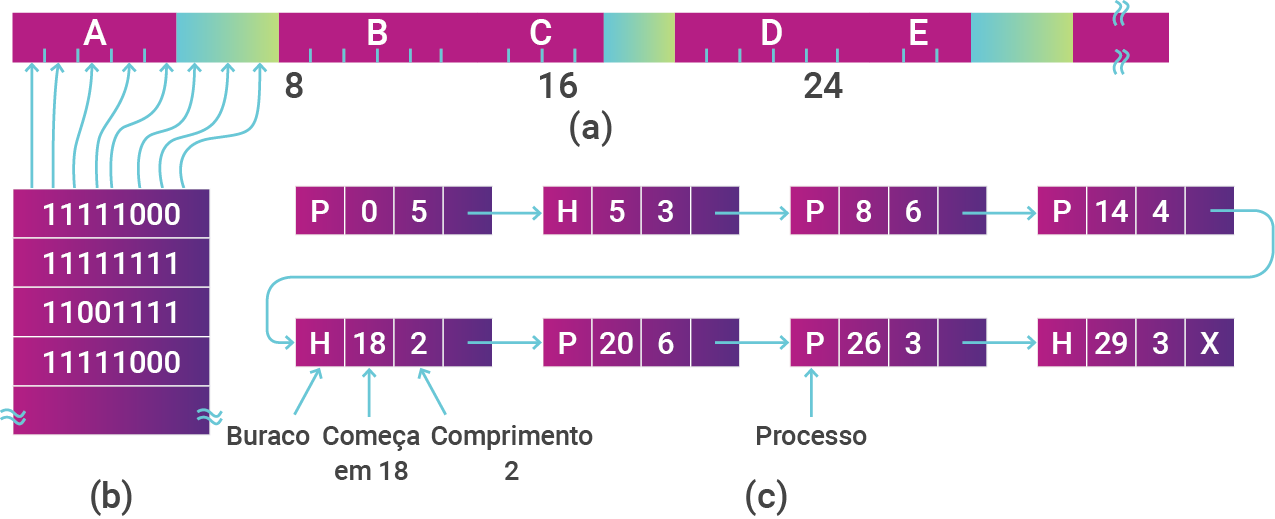 A B C D E
8 16 24
(a)
11111000
11111111
11001111
11111000
(b)
P 0 5
H 5 3
P 8 6
P 14 4
H 18 2
P 20 6
P 26 3
H 29 3 X
Buraco
Começa
em 18
Comprimento
2
Processo
(c)